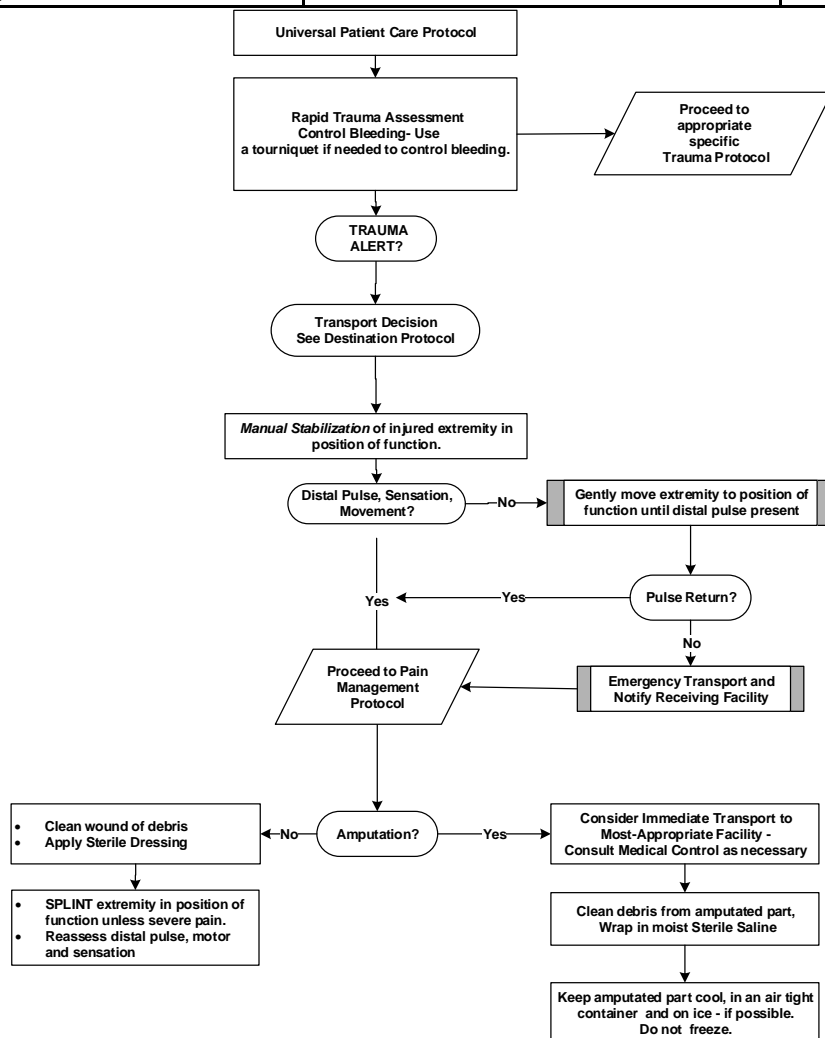 Universal Patient Care Protocol
Rapid Trauma Assessment
Control Bleeding- Use
a tourniquet if needed to control bleeding.
Proceed to
appropriate
specific
Trauma Protocol
TRAUMA
ALERT?
Transport Decision
See Destination Protocol
Manual Stabilization of injured extremity in
position of function.
Distal Pulse, Sensation,
Movement?
No
Gently move extremity to position of
function until distal pulse present
Yes
Yes
Pulse Return?
No
Proceed to Pain
Management
Protocol
Emergency Transport and
Notify Receiving Facility
• Clean wound of debris
• Apply Sterile Dressing
No
Amputation?
Yes
Consider Immediate Transport to
Most-Appropriate Facility -
Consult Medical Control as necessary
• SPLINT extremity in position of
function unless severe pain.
• Reassess distal pulse, motor
and sensation
Clean debris from amputated part,
Wrap in moist Sterile Saline
Keep amputated part cool, in an air tight
container and on ice - if possible.
Do not freeze.